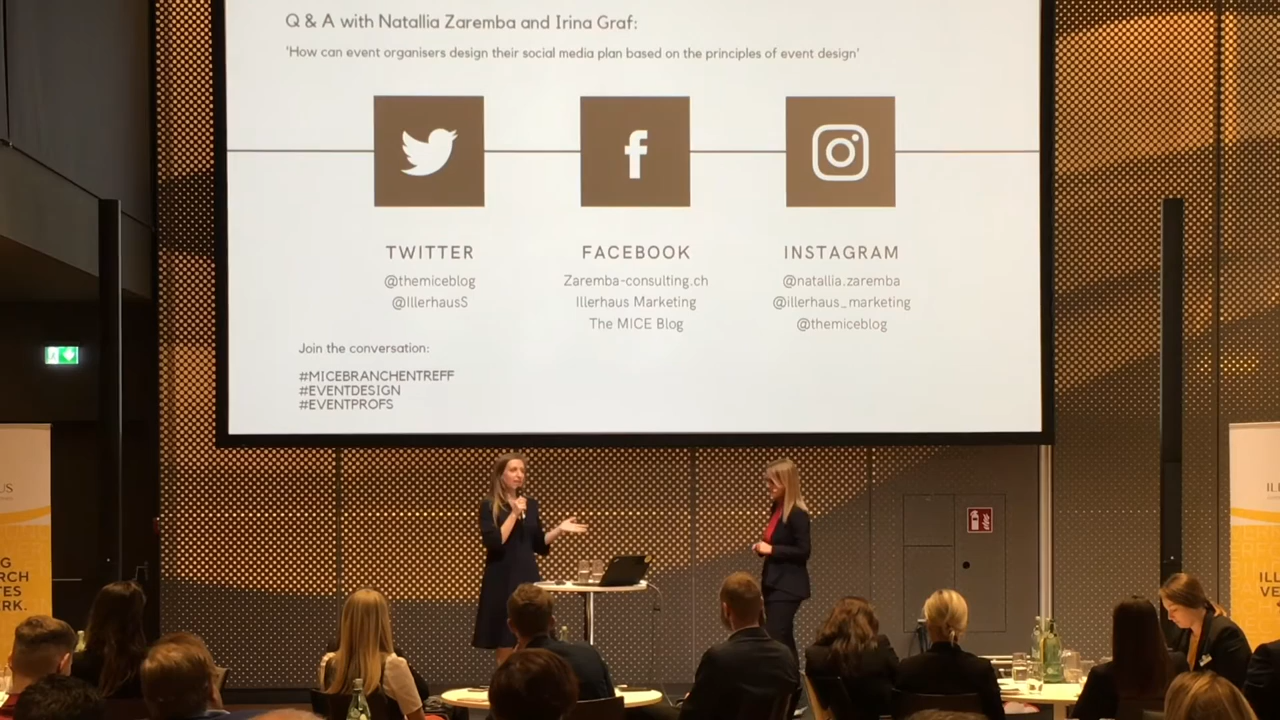 Q & A with Natallia Zaremba and Irina Graf:
'How can event organisers design their social media plan based on the principles of event design'
TWITTER
@themiceblog
@IllerhausS
FACEBOOK
Zaremba-consulting.ch
Illerhaus Marketing
The MICE Blog
INSTAGRAM
@natallia.zaremba
@illerhaus_marketing
@themiceblog
Join the conversation:
#MICEBRANCHENTREFF
#EVENTDESIGN
#EVENTPROFS